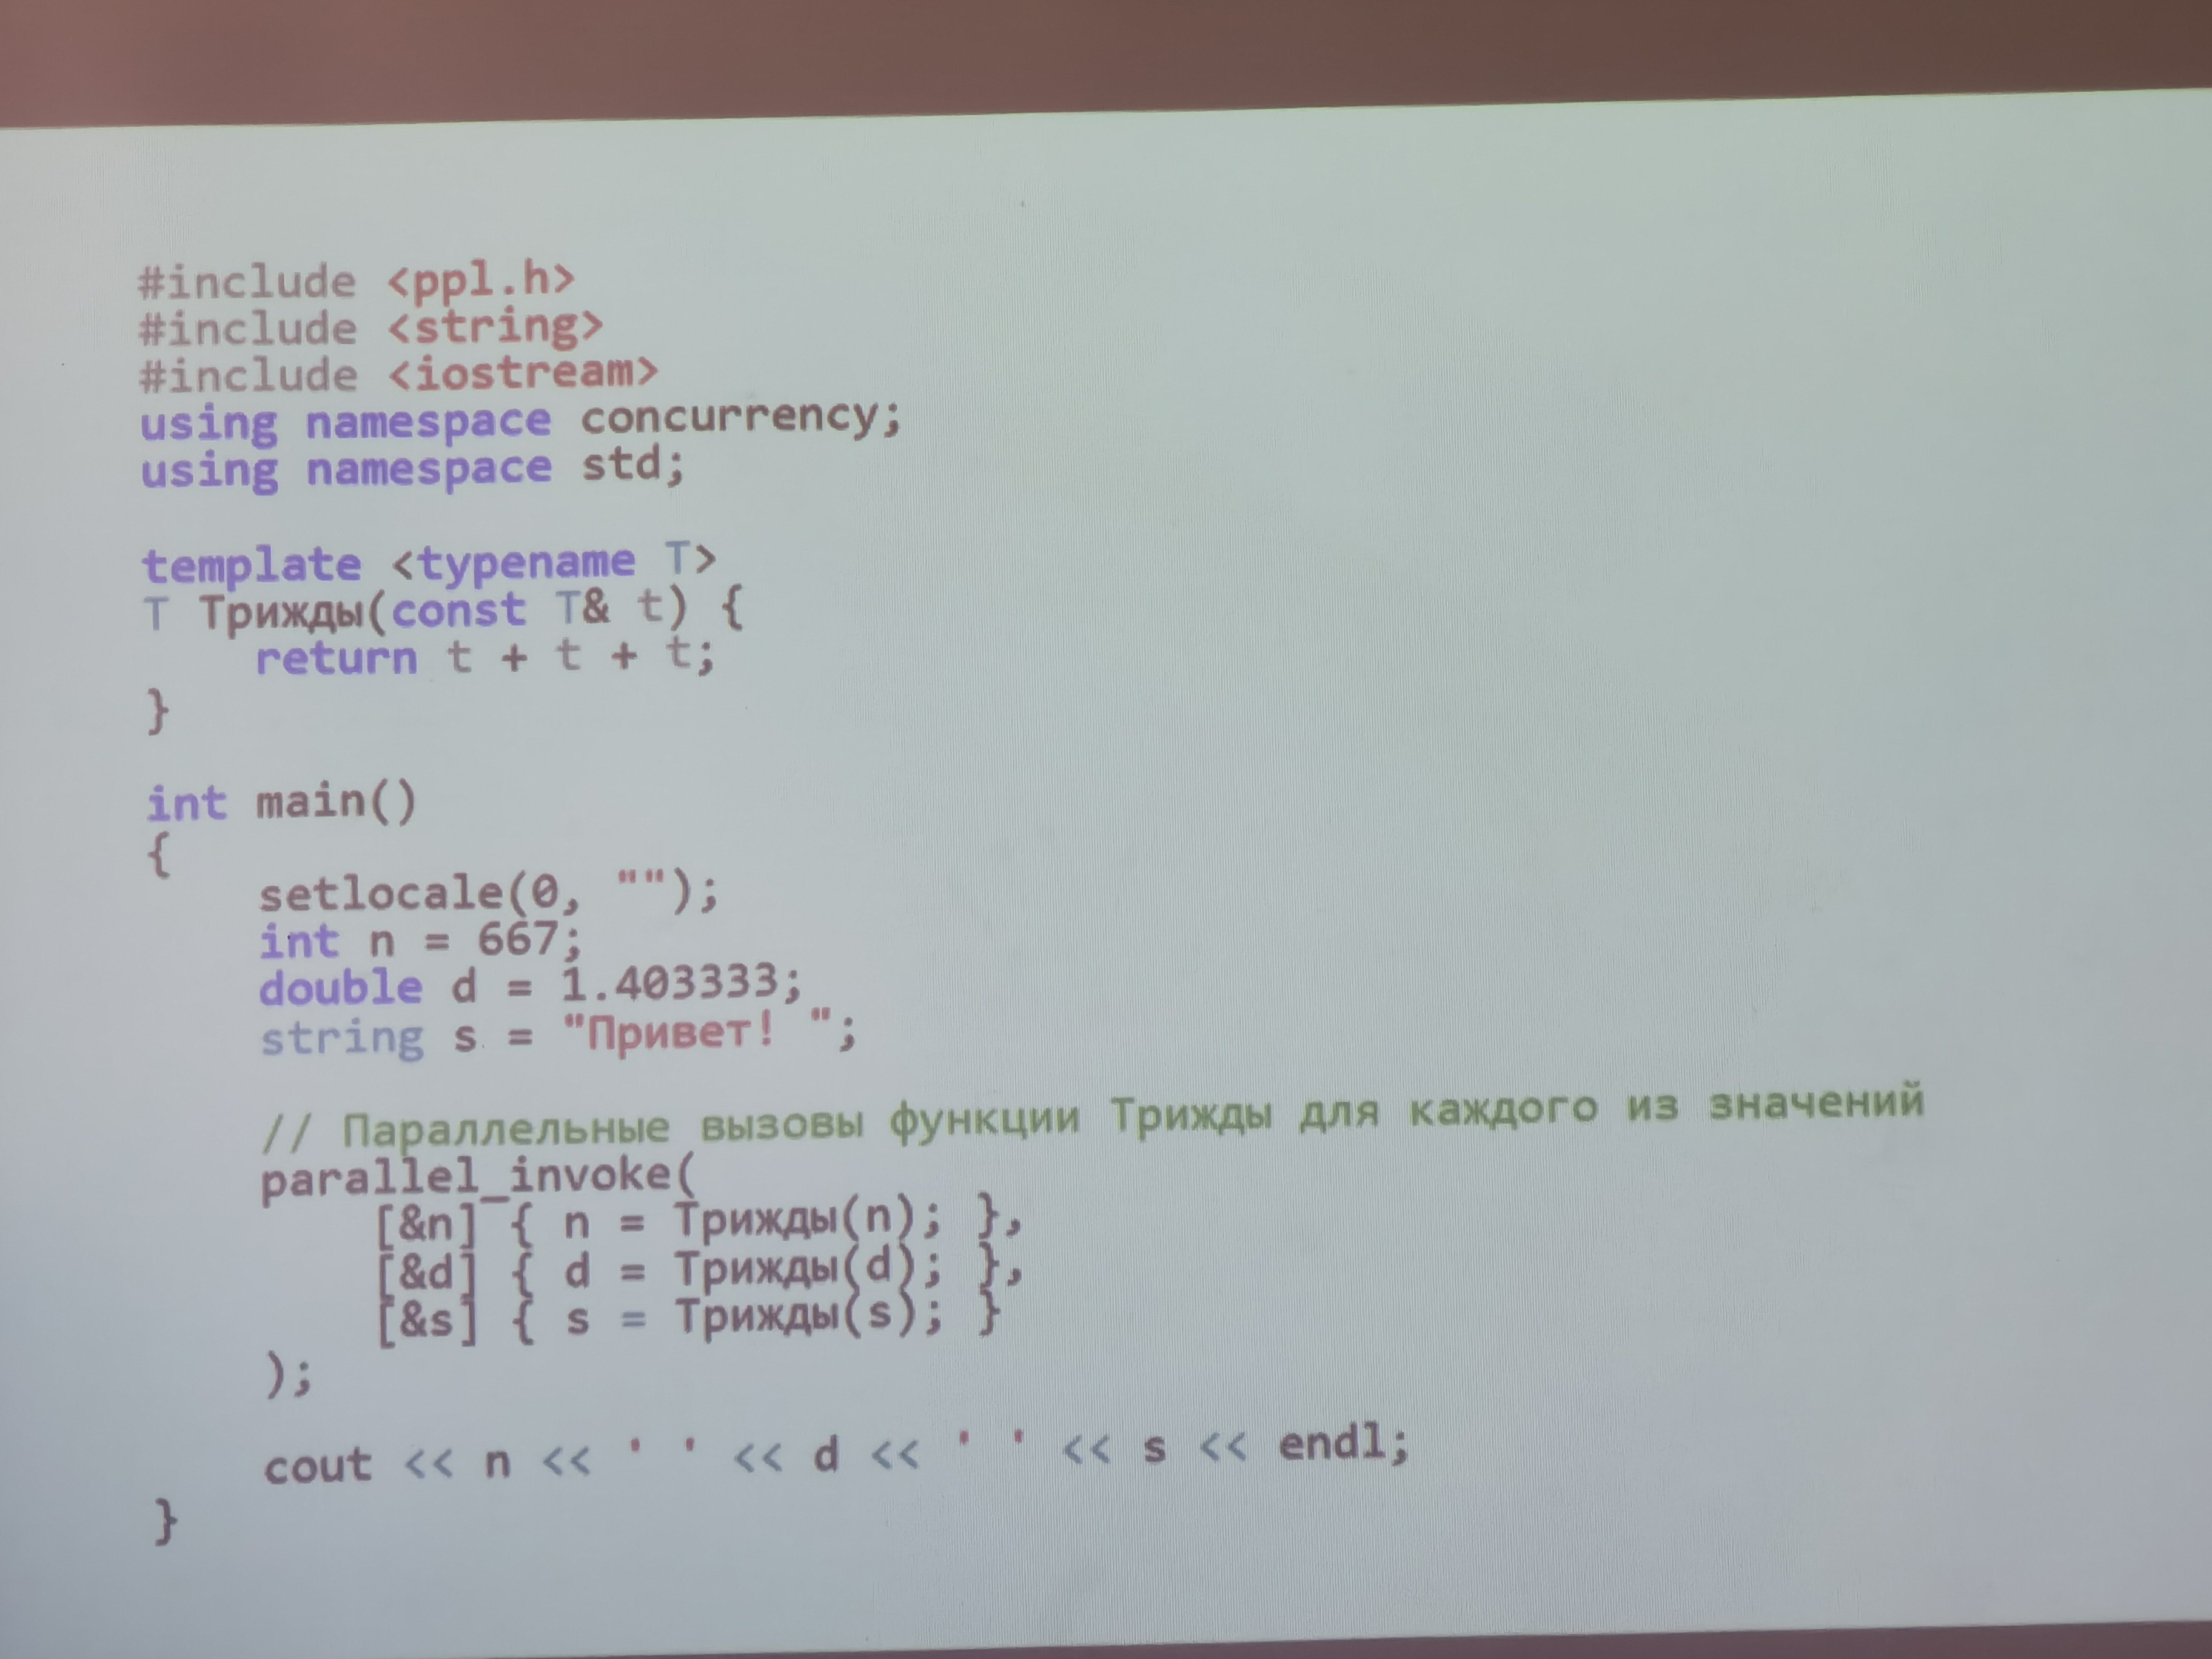 #include <ppl.h>
#include <string>
#include <iostream>
using namespace concurrency;
using namespace std;
template <typename T>
T Трижды(const T& t) {
return t + t + t;
}
int main()
{
setlocale(0, "");
int n = 667;
double d = 1.403333;
string s = "Привет! ";
// Параллельные вызовы функции Трижды для каждого из значений
parallel_invoke(
[&n] { n = Трижды(n); },
[&d] { d = Трижды(d); },
[&s] { s = Трижды(s); }
);
cout << n << ' ' << d << ' ' << s << endl;
}